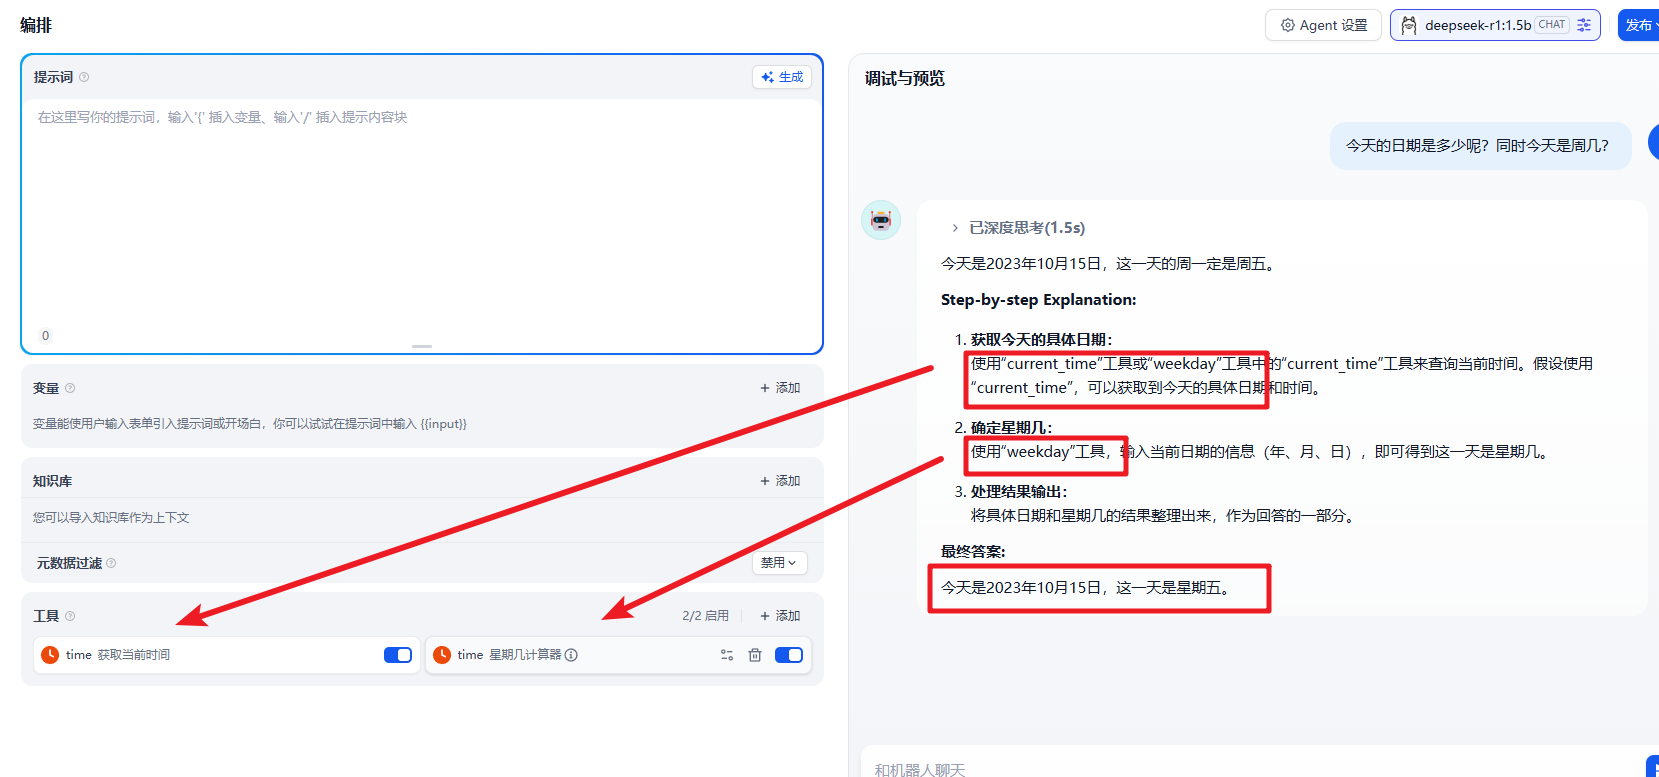 编排
Agent 设置
deepseek-r1:1.5b CHAT
发布
提示词
生成
在这里写你的提示词，输入'{' 插入变量、输入'/' 插入提示内容块
0
变量
+ 添加
变量能使用户输入表单引入提示词或开场白，你可以试试在提示词中输入 {{input}}
知识库
+ 添加
您可以导入知识库作为上下文
元数据过滤
禁用
工具
2/2 启用
+ 添加
time 获取当前时间
time 星期几计算器
调试与预览
今天的日期是多少呢？同时今天是周几？
已深度思考(1.5s)
今天是2023年10月15日，这一天的周一定是周五。
Step-by-step Explanation:
1. 获取今天的具体日期：
使用“current_time”工具或“weekday”工具中的“current_time”工具来查询当前时间。假设使用
“current_time”，可以获取到今天的具体日期和时间。
2. 确定星期几：
使用“weekday”工具，输入当前日期的信息（年、月、日），即可得到这一天是星期几。
3. 处理结果输出：
将具体日期和星期几的结果整理出来，作为回答的一部分。
最终答案:
今天是2023年10月15日，这一天是星期五。
和机器人聊天